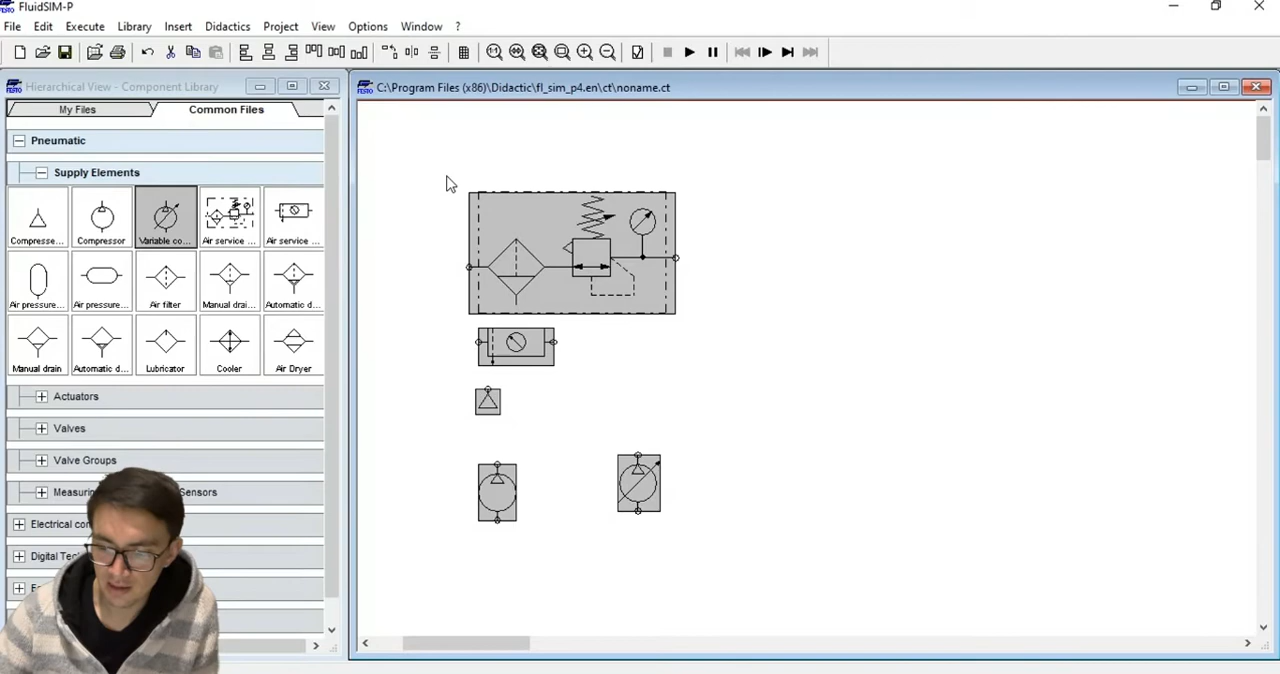 FluidSIM-P
File Edit Execute Library Insert Didactics Project View Options Window ?
Hierarchical View - Component Library
My Files Common Files
Pneumatic
Supply Elements
Compresse... Compressor Variable co... Air service ... Air service ...
Air pressure... Air pressure... Air filter Manual drai... Automatic d...
Manual drain Automatic d... Lubricator Cooler Air Dryer
Actuators
Valves
Valve Groups
Sensors
Electrical con
C:\Program Files (x86)\Didactic\fl_sim_p4.en\ct\noname.ct